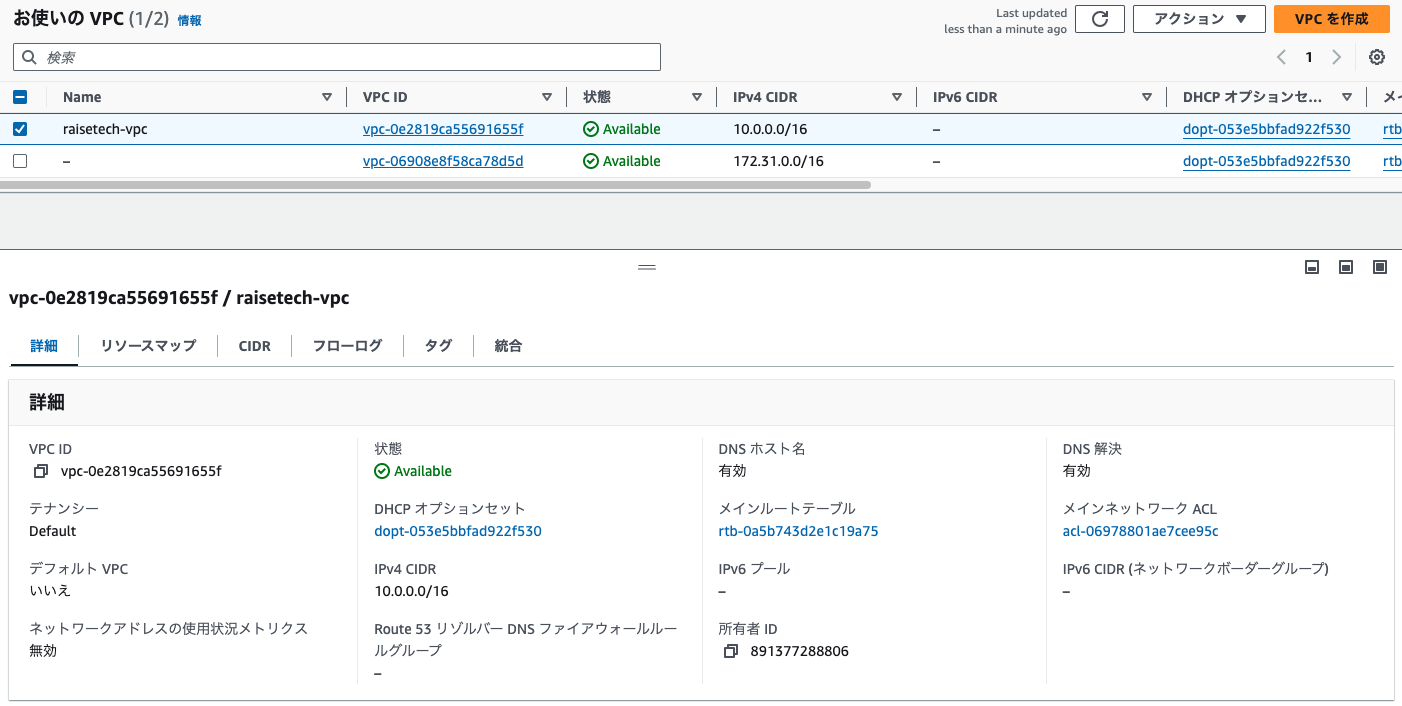 お使いの VPC (1/2) 情報
Last updated
less than a minute ago
アクション
VPC を作成
検索
1
Name VPC ID 状態 IPv4 CIDR IPv6 CIDR DHCP オプションセ... メイ
raisetech-vpc vpc-0e2819ca55691655f Available 10.0.0.0/16 – dopt-053e5bbfad922f530 rtb
– vpc-06908e8f58ca78d5d Available 172.31.0.0/16 – dopt-053e5bbfad922f530 rtb
vpc-0e2819ca55691655f / raisetech-vpc
詳細 リソースマップ CIDR フローログ タグ 統合
詳細
VPC ID
vpc-0e2819ca55691655f
状態
Available
DNS ホスト名
有効
DNS 解決
有効
テナンシー
Default
DHCP オプションセット
dopt-053e5bbfad922f530
メインルートテーブル
rtb-0a5b743d2e1c19a75
メインネットワーク ACL
acl-06978801ae7cee95c
デフォルト VPC
いいえ
IPv4 CIDR
10.0.0.0/16
IPv6 プール
–
IPv6 CIDR (ネットワークボーダーグループ)
–
ネットワークアドレスの使用状況メトリクス
無効
Route 53 リゾルバー DNS ファイアウォールルー
ルグループ
–
所有者 ID
891377288806